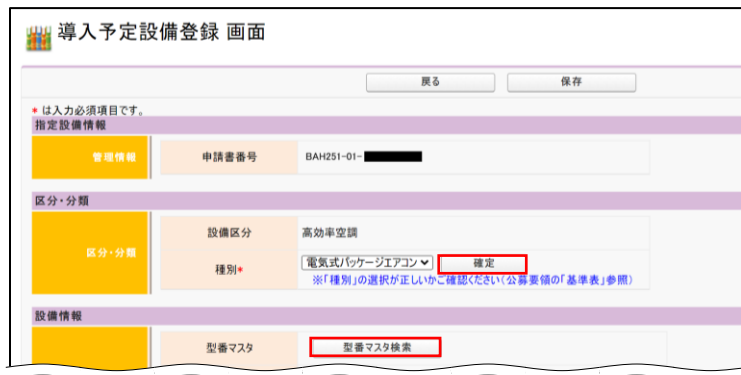 導入予定設備登録 画面
戻る 保存
* は入力必須項目です。
指定設備情報
管理情報 申請書番号 BAH251-01-
区分・分類
設備区分 高効率空調
区分・分類
種別* 電気式パッケージエアコン 確定
※「種別」の選択が正しいかご確認ください（公募要領の「基準表」参照）
設備情報
型番マスタ 型番マスタ検索